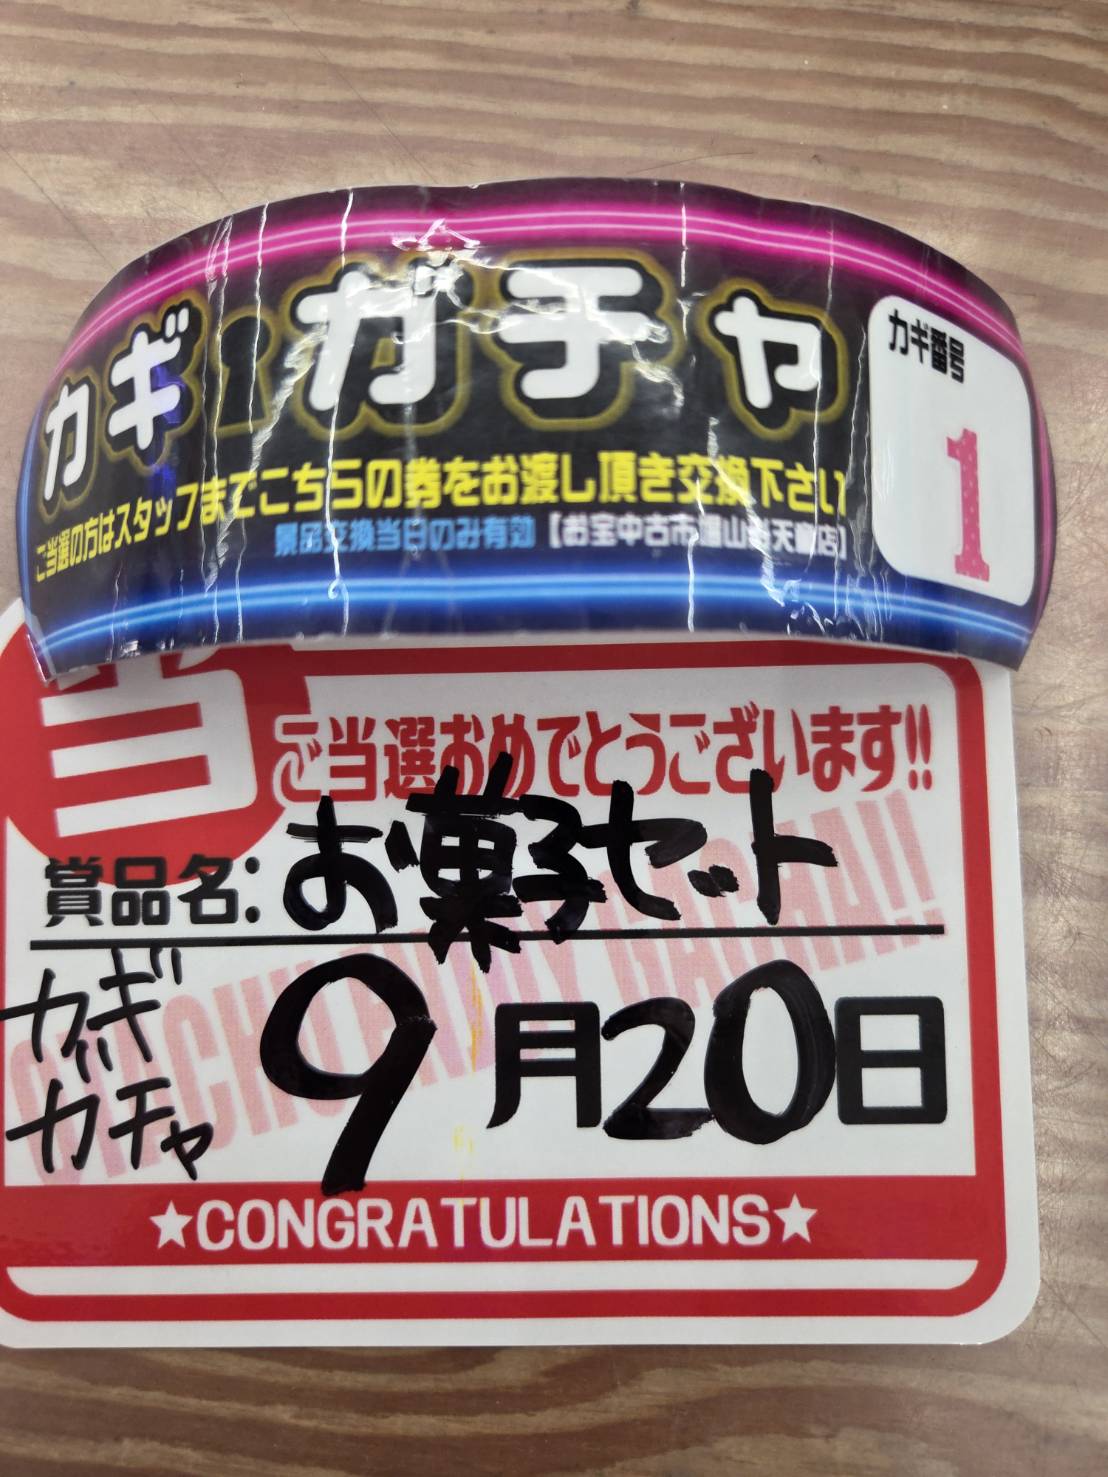 カギガチャ
カギ番号
1
ご当選の方はスタッフまでこちらの券をお渡し頂き交換下さい
景品交換当日のみ有効【お宝中古市場山形天童店】
当
ご当選おめでとうございます!!
賞品名:お菓子セット
カギガチャ
9月20日
★CONGRATULATIONS★